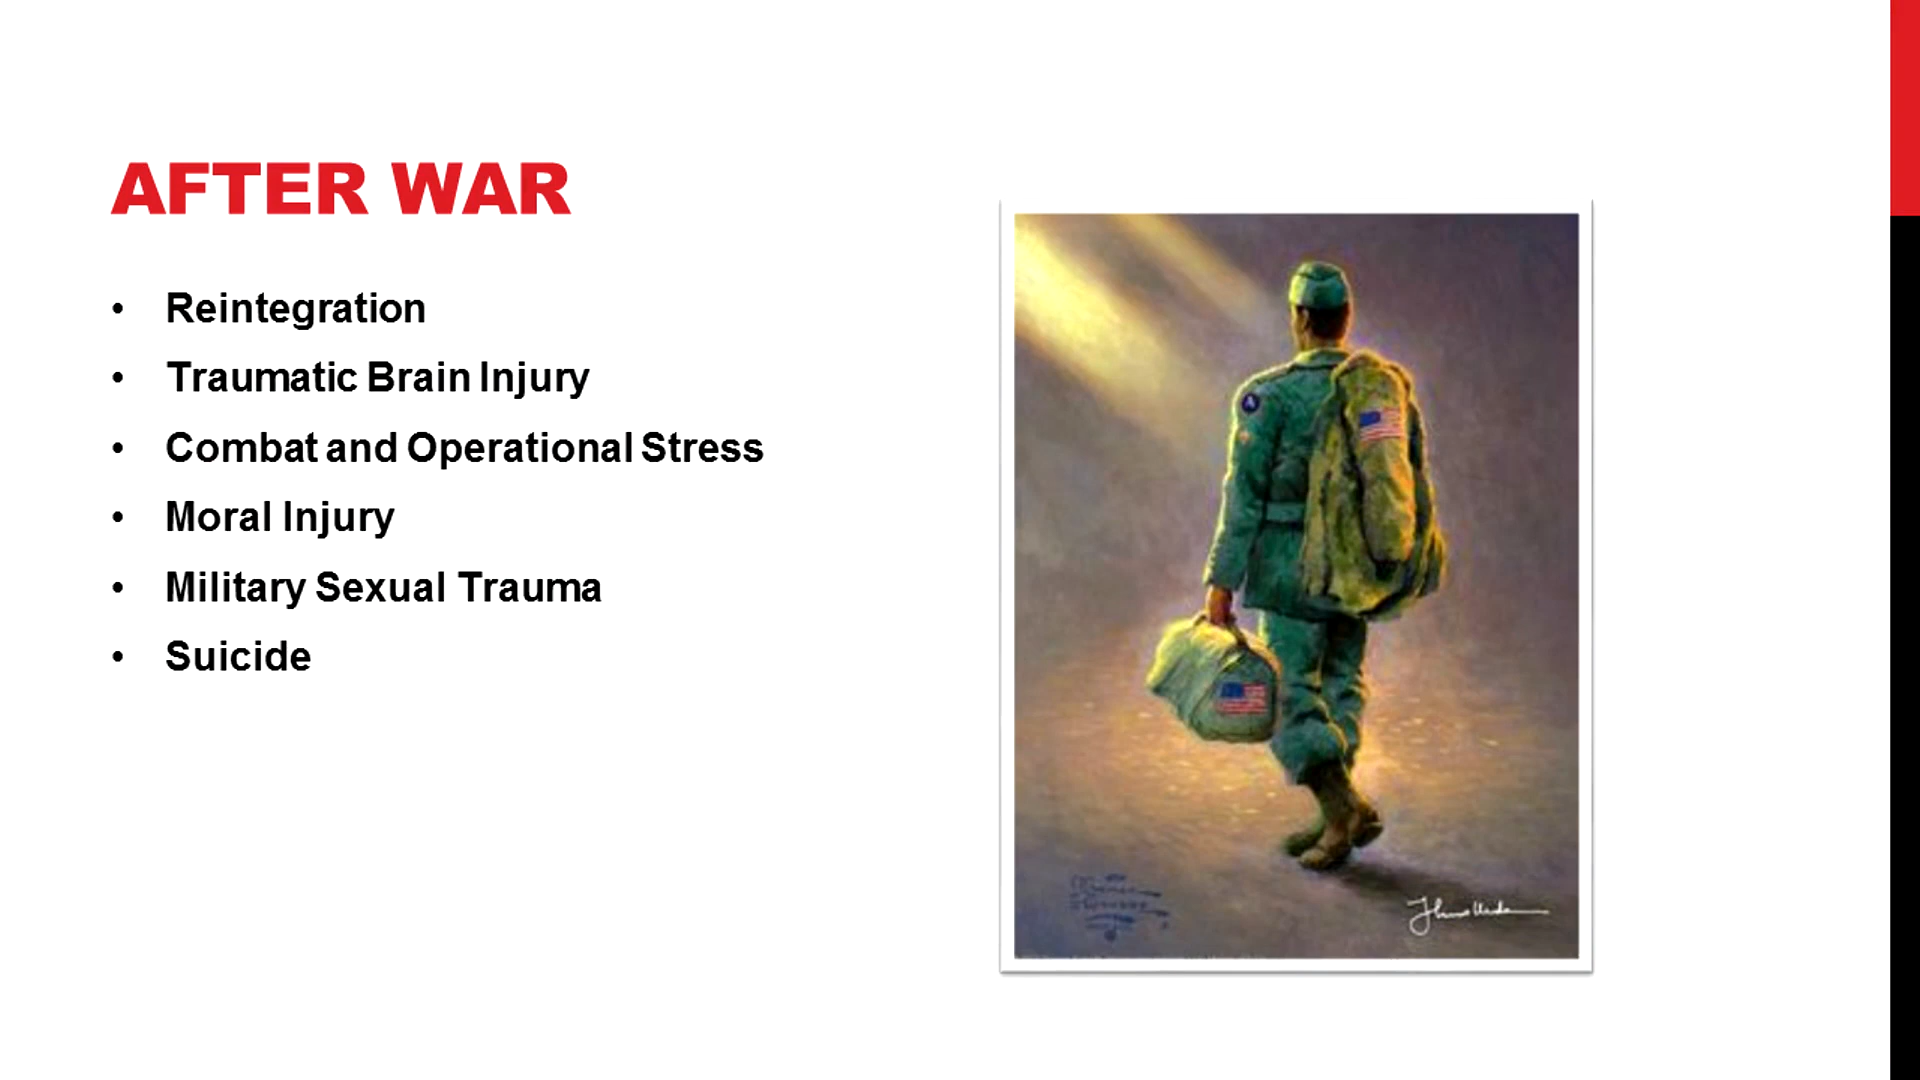 AFTER WAR
• Reintegration
• Traumatic Brain Injury
• Combat and Operational Stress
• Moral Injury
• Military Sexual Trauma
• Suicide